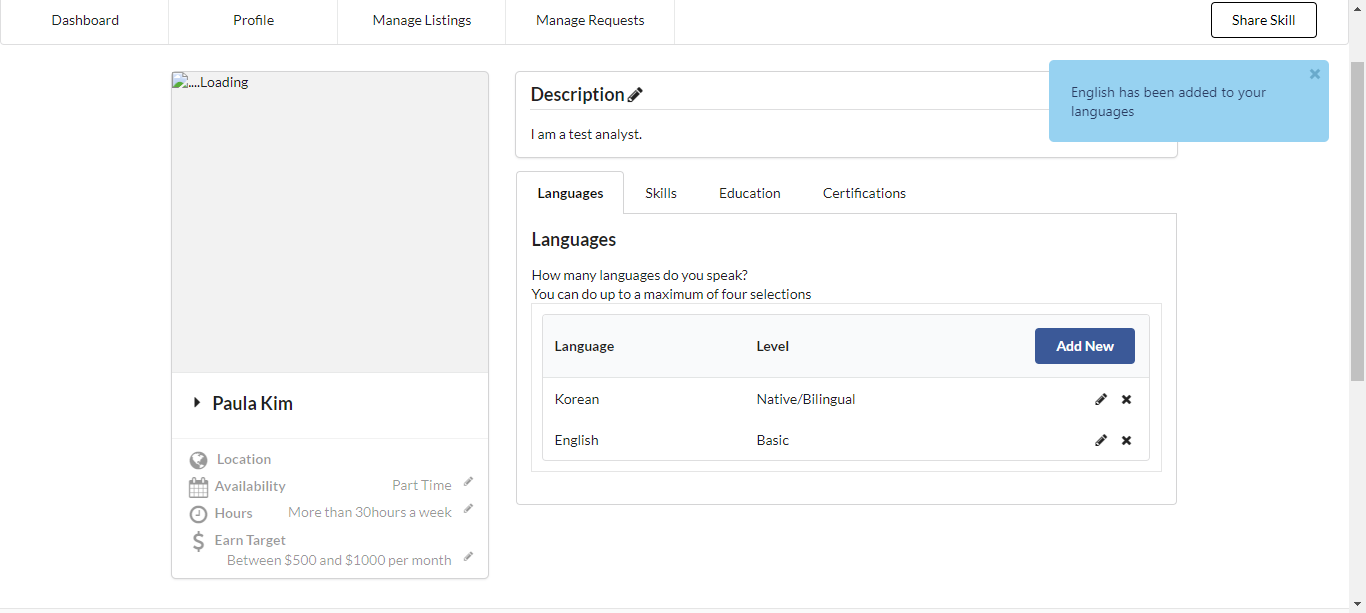 Dashboard
Profile
Manage Listings
Manage Requests
Share Skill
English has been added to your
languages
....Loading
Paula Kim
Location
Availability Part Time
Hours More than 30hours a week
Earn Target
Between $500 and $1000 per month
Description
I am a test analyst.
Languages
Skills
Education
Certifications
Languages
How many languages do you speak?
You can do up to a maximum of four selections
Language Level Add New
Korean Native/Bilingual
English Basic